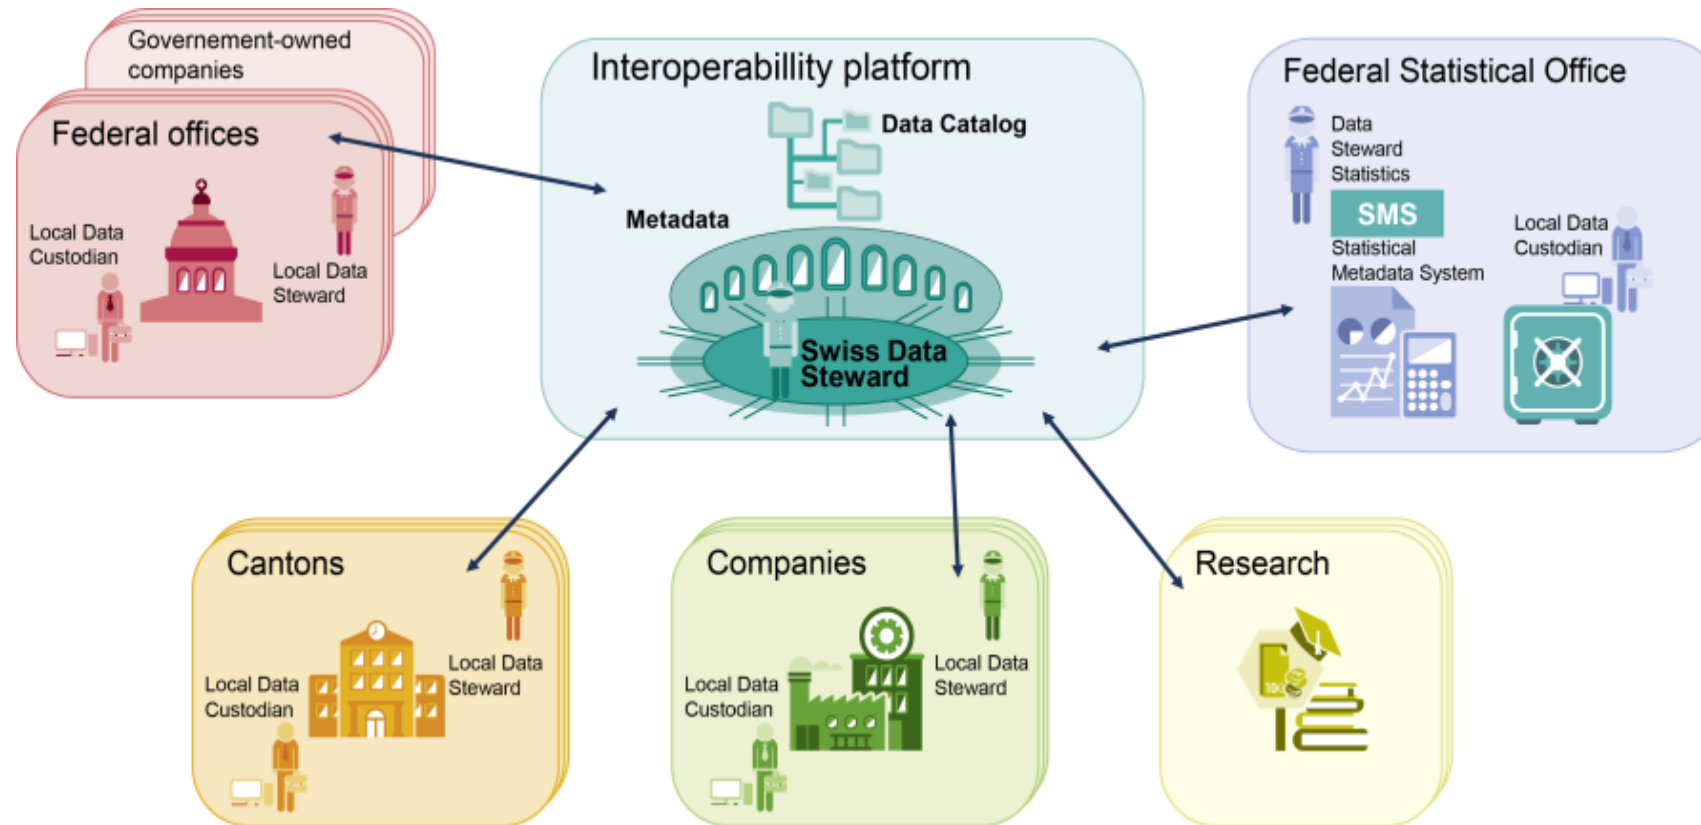 Governement-owned
companies
Federal offices
Local Data
Custodian
Local Data
Steward
Interoperabillity platform
Data Catalog
Metadata
Swiss Data
Steward
Federal Statistical Office
Data
Steward
Statistics
SMS
Statistical
Metadata System
Local Data
Custodian
Cantons
Local Data
Custodian
Local Data
Steward
Companies
Local Data
Custodian
Local Data
Steward
Research
100